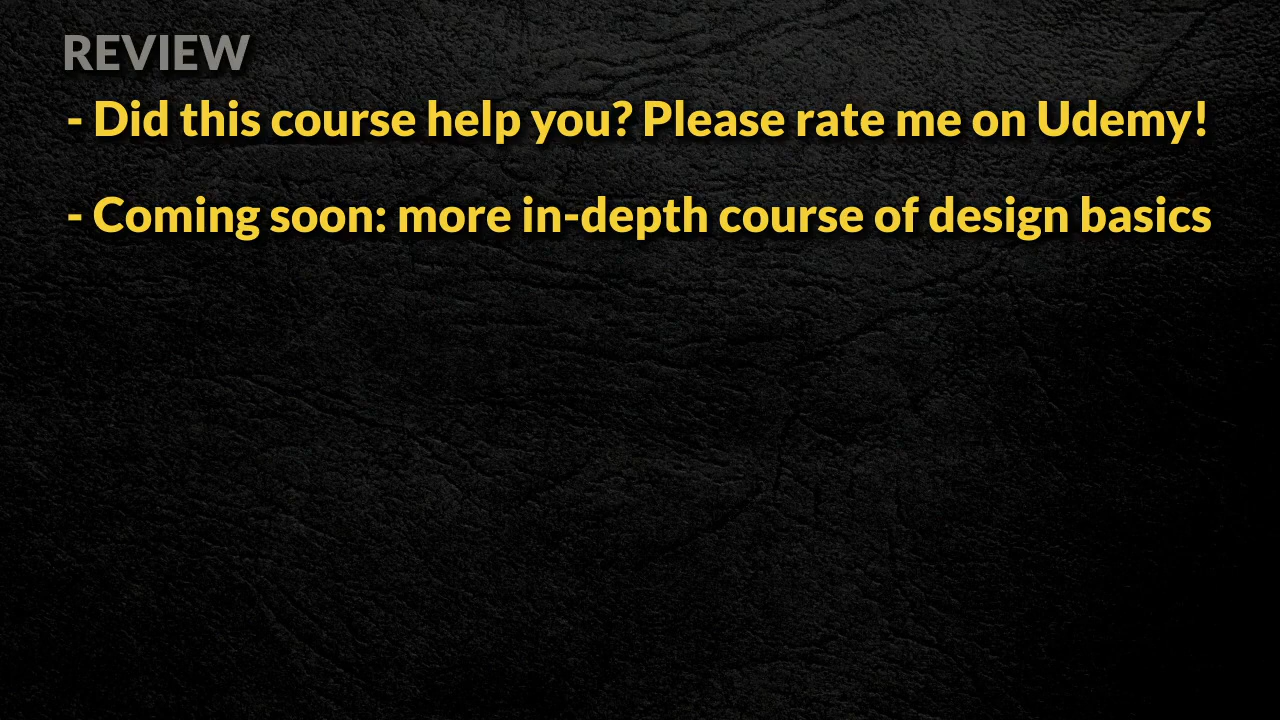 REVIEW
- Did this course help you? Please rate me on Udemy!
- Coming soon: more in-depth course of design basics